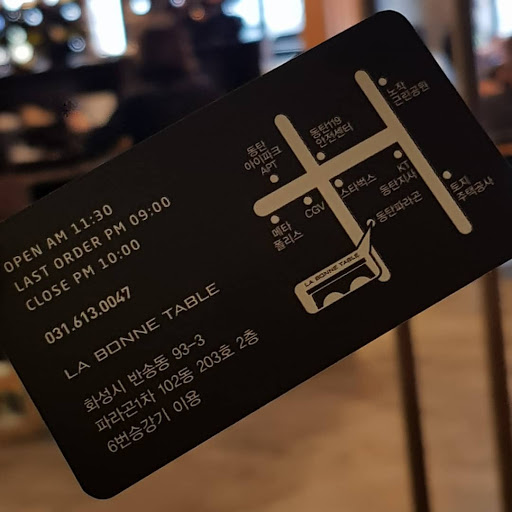 OPEN AM 11:30
LAST ORDER PM 09:00
CLOSE PM 10:00
031.613.0047
LA BONNE TABLE
화성시 반송동 93-3
파라곤1차 102동 203호 2층
6번승강기 이용
노작
근린공원
동탄119
안전센터
동탄
아이파크
APT
KT
동탄지사
토지
주택공사
스타벅스
CGV
메타
폴리스
동탄파라곤
LA BONNE TABLE